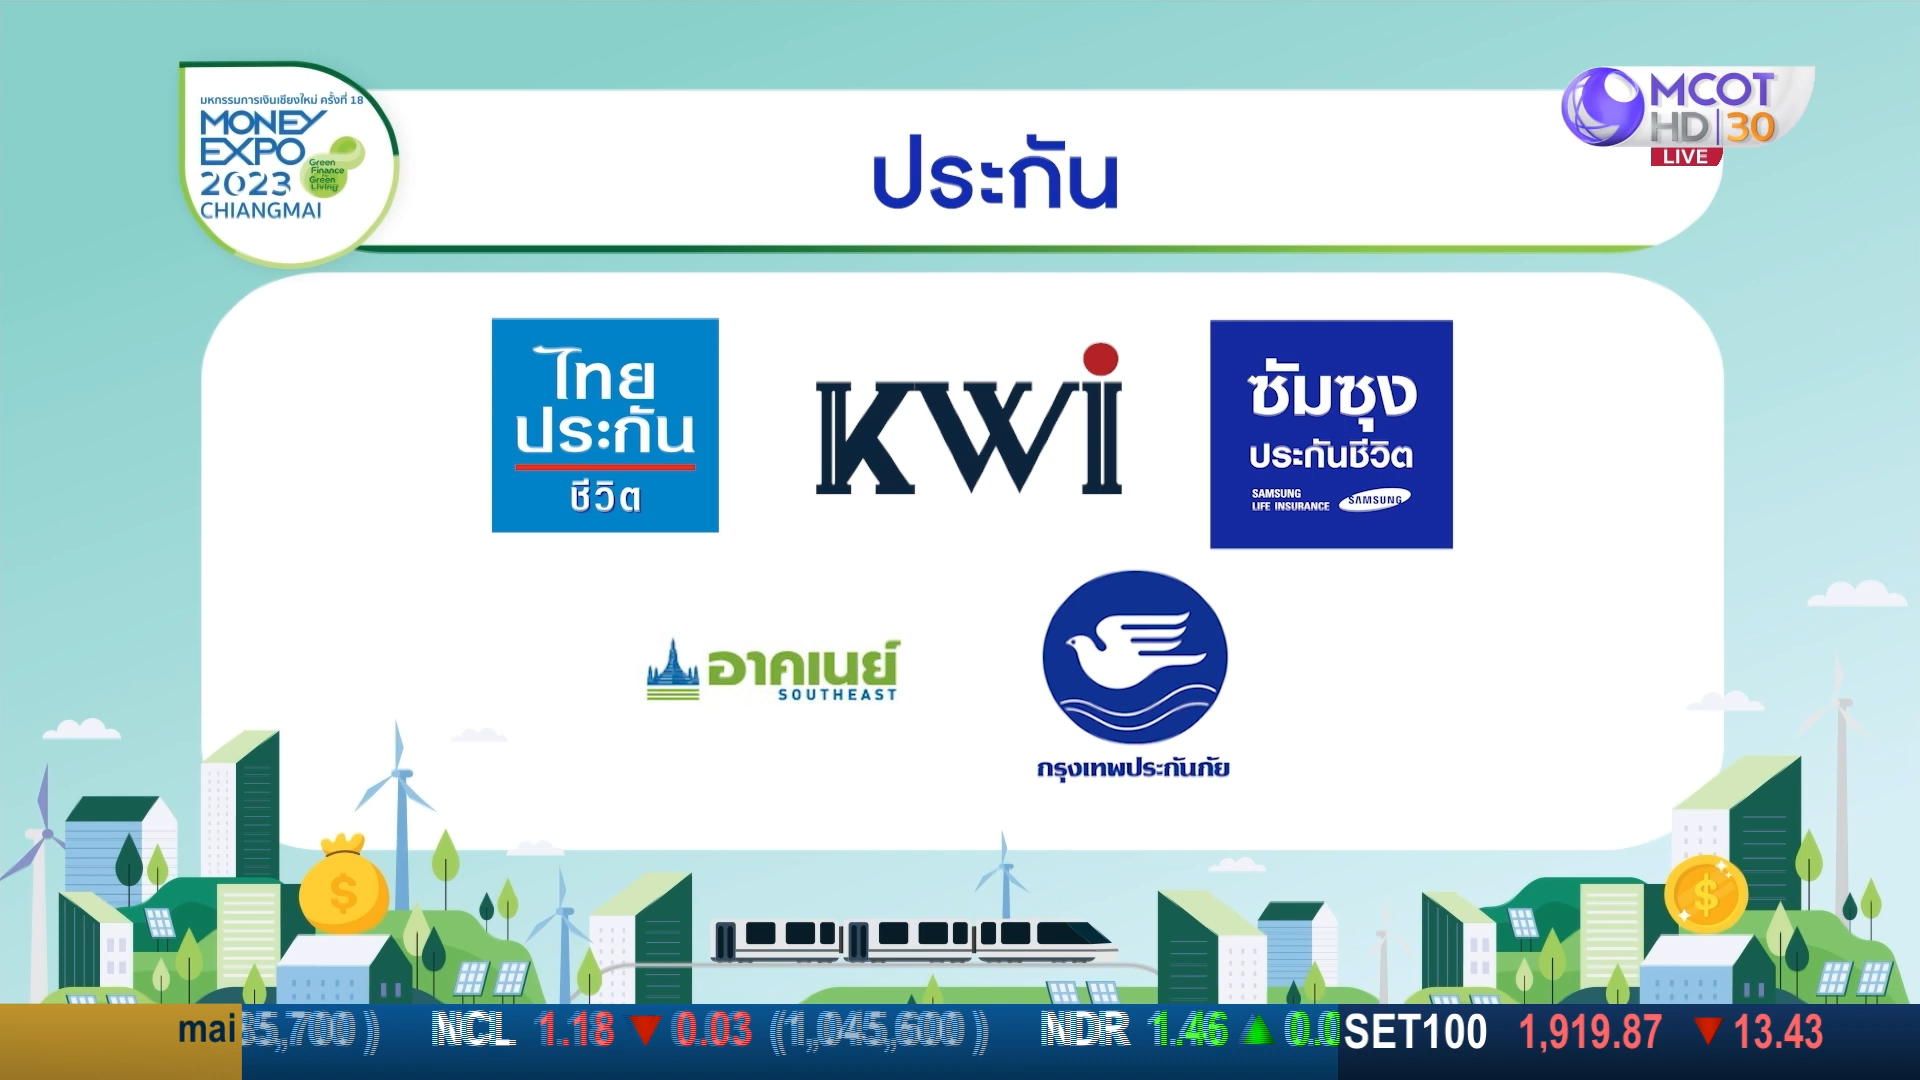 มหกรรมการเงินเชียงใหม่ ครั้งที่ 18
MONEY
EXPO
2023
CHIANGMAI
Green
Finance
Green
Living
ประกัน
MCOT
HD 30
LIVE
ไทย
ประกัน
ชีวิต
KWi
ซัมซุง
ประกันชีวิต
SAMSUNG
LIFE INSURANCE
SAMSUNG
อาคเนย์
SOUTHEAST
กรุงเทพประกันภัย
mai 35,700 ) NCL 1.18 ▼ 0.03 (1,045,600 ) NDR 1.46 ▲ 0.0 SET100 1,919.87 ▼ 13.43